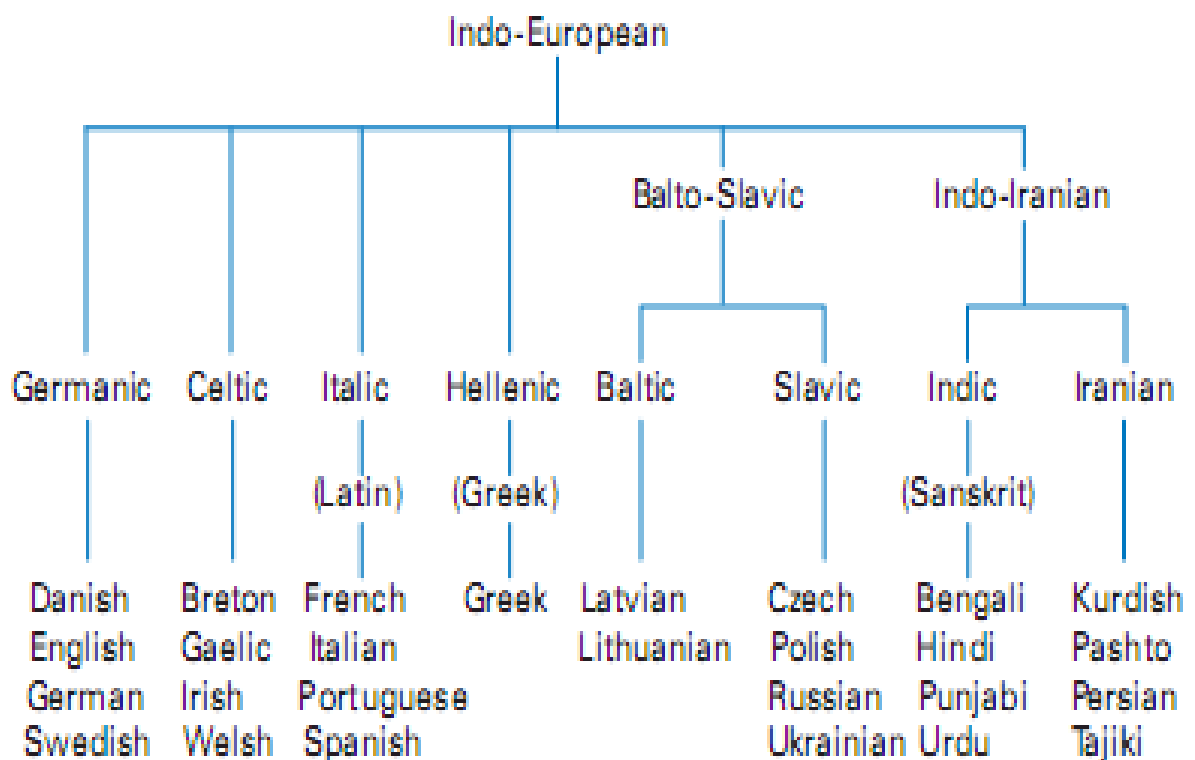 Indo-European
Balto-Slavic Indo-Iranian
Germanic Celtic Italic Hellenic Baltic Slavic Indic Iranian
(Latin) (Greek) (Sanskrit)
Danish Breton French Greek Latvian Czech Bengali Kurdish
English Gaelic Italian Lithuanian Polish Hindi Pashto
German Irish Portuguese Russian Punjabi Persian
Swedish Welsh Spanish Ukrainian Urdu Tajiki